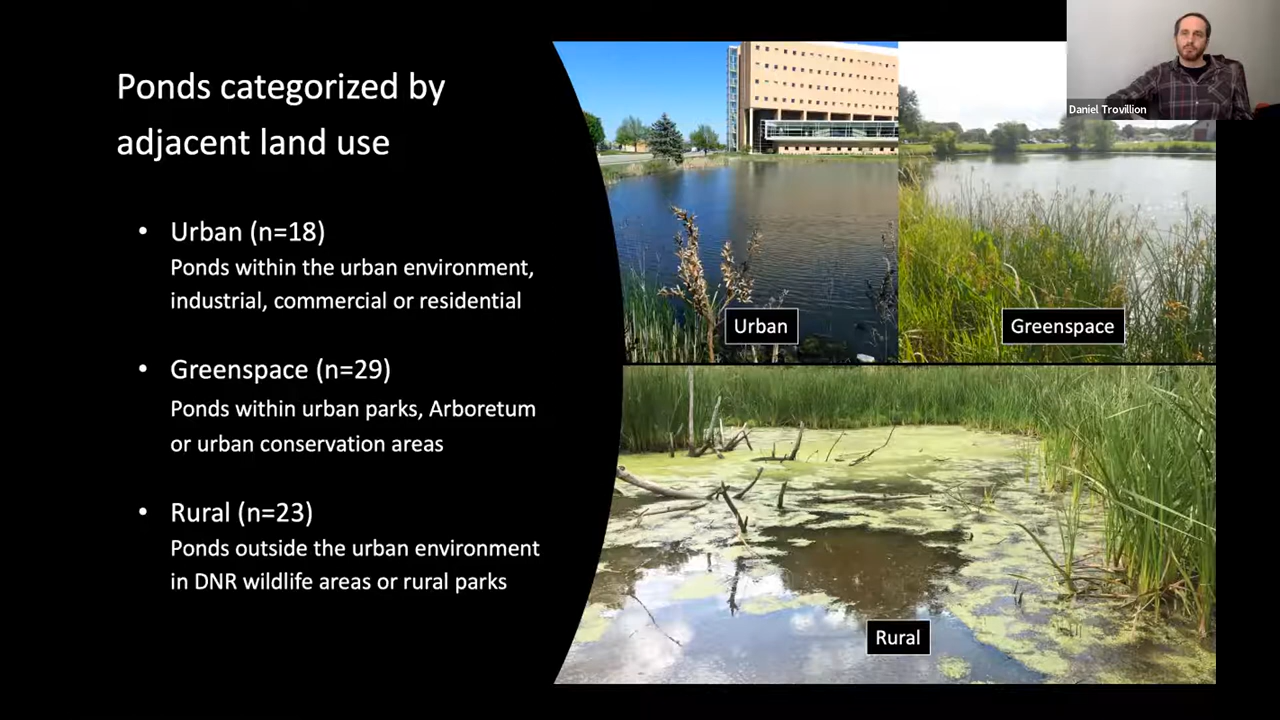 Ponds categorized by
adjacent land use
• Urban (n=18)
Ponds within the urban environment,
industrial, commercial or residential
• Greenspace (n=29)
Ponds within urban parks, Arboretum
or urban conservation areas
• Rural (n=23)
Ponds outside the urban environment
in DNR wildlife areas or rural parks
Daniel Trovillion
Urban
Greenspace
Rural